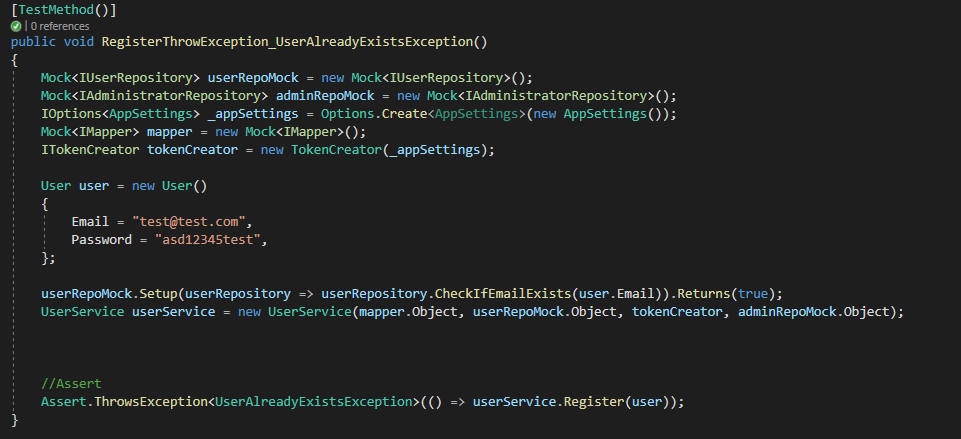 [TestMethod()]
| 0 references
public void RegisterThrowException_UserAlreadyExistsException()
{
Mock<IUserRepository> userRepoMock = new Mock<IUserRepository>();
Mock<IAdministratorRepository> adminRepoMock = new Mock<IAdministratorRepository>();
IOptions<AppSettings> _appSettings = Options.Create<AppSettings>(new AppSettings());
Mock<IMapper> mapper = new Mock<IMapper>();
ITokenCreator tokenCreator = new TokenCreator(_appSettings);
User user = new User()
{
Email = "test@test.com",
Password = "asd12345test",
};
userRepoMock.Setup(userRepository => userRepository.CheckIfEmailExists(user.Email)).Returns(true);
UserService userService = new UserService(mapper.Object, userRepoMock.Object, tokenCreator, adminRepoMock.Object);
//Assert
Assert.ThrowsException<UserAlreadyExistsException>(() => userService.Register(user));
}